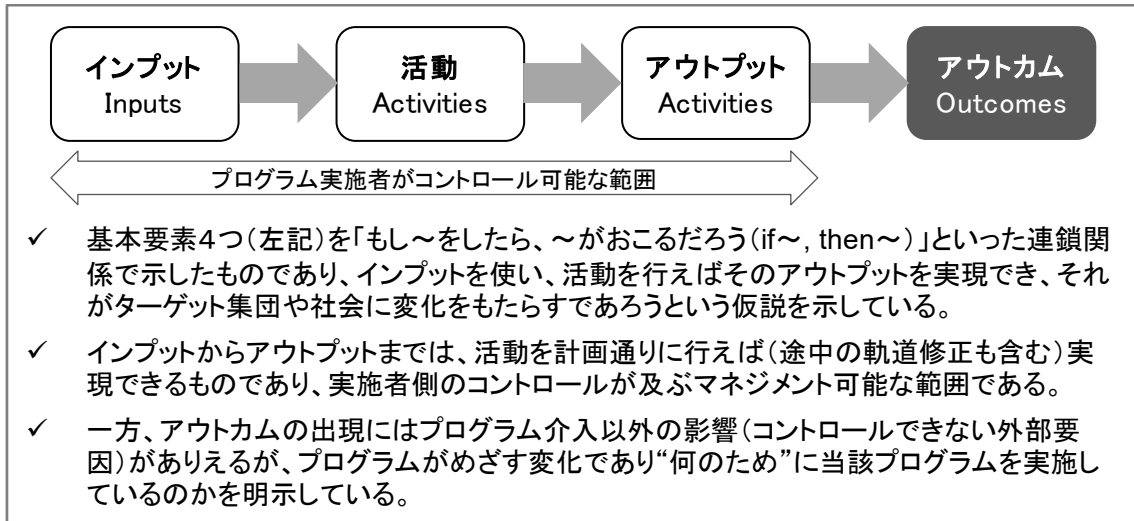 インプット
Inputs
活動
Activities
アウトプット
Activities
アウトカム
Outcomes
プログラム実施者がコントロール可能な範囲
✓ 基本要素４つ（左記）を「もし～をしたら、～がおこるだろう（if～, then～）」といった連鎖関
係で示したものであり、インプットを使い、活動を行えばそのアウトプットを実現でき、それ
がターゲット集団や社会に変化をもたらすであろうという仮説を示している。
✓ インプットからアウトプットまでは、活動を計画通りに行えば（途中の軌道修正も含む）実
現できるものであり、実施者側のコントロールが及ぶマネジメント可能な範囲である。
✓ 一方、アウトカムの出現にはプログラム介入以外の影響（コントロールできない外部要
因）がありえるが、プログラムがめざす変化であり“何のため”に当該プログラムを実施し
ているのかを明示している。